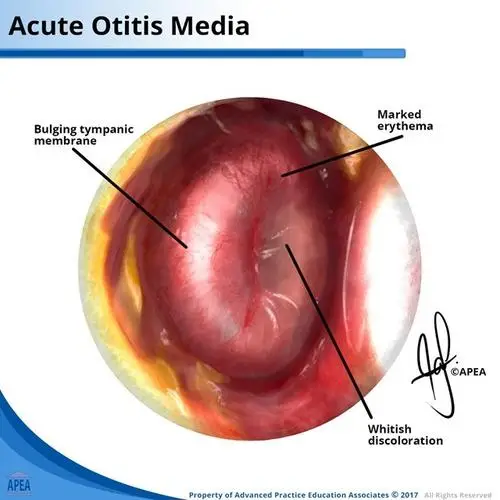 Acute Otitis Media
Marked
erythema
Bulging tympanic
membrane
©APEA
Whitish
discoloration
APEA
Property of Advanced Practice Education Associates © 2017 All Rights Reserved